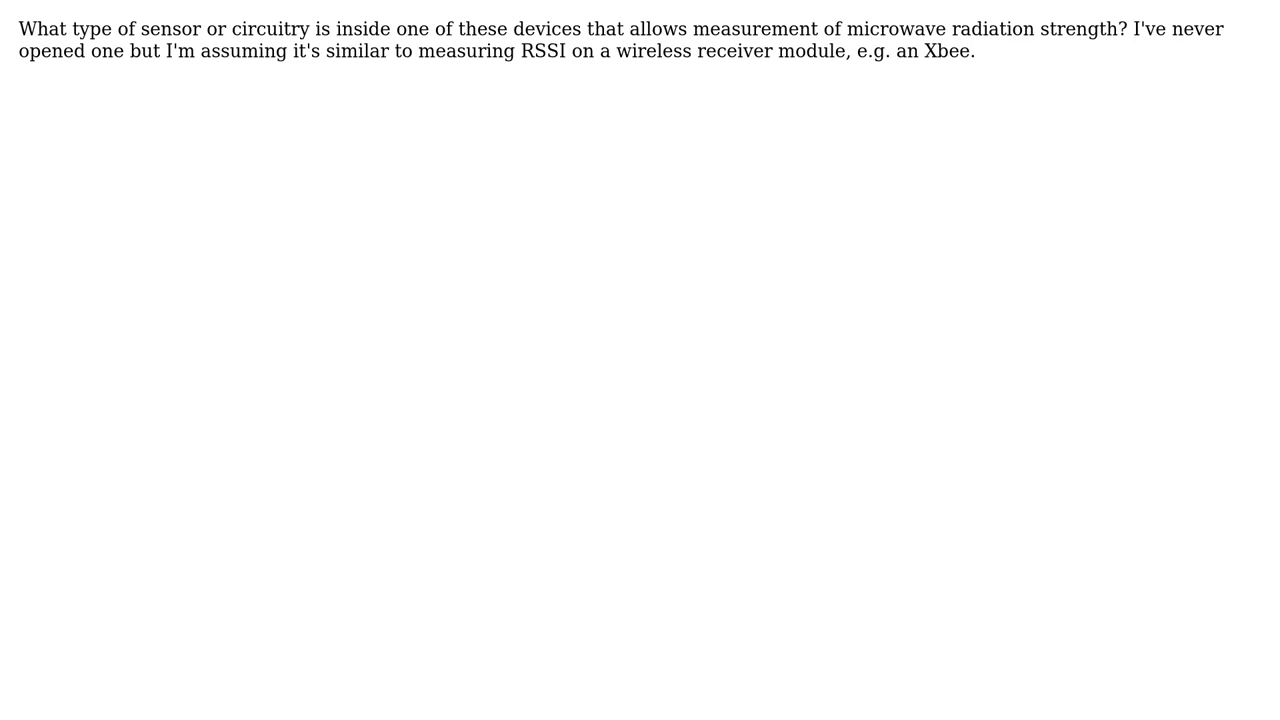 What type of sensor or circuitry is inside one of these devices that allows measurement of microwave radiation strength? I've never
opened one but I'm assuming it's similar to measuring RSSI on a wireless receiver module, e.g. an Xbee.